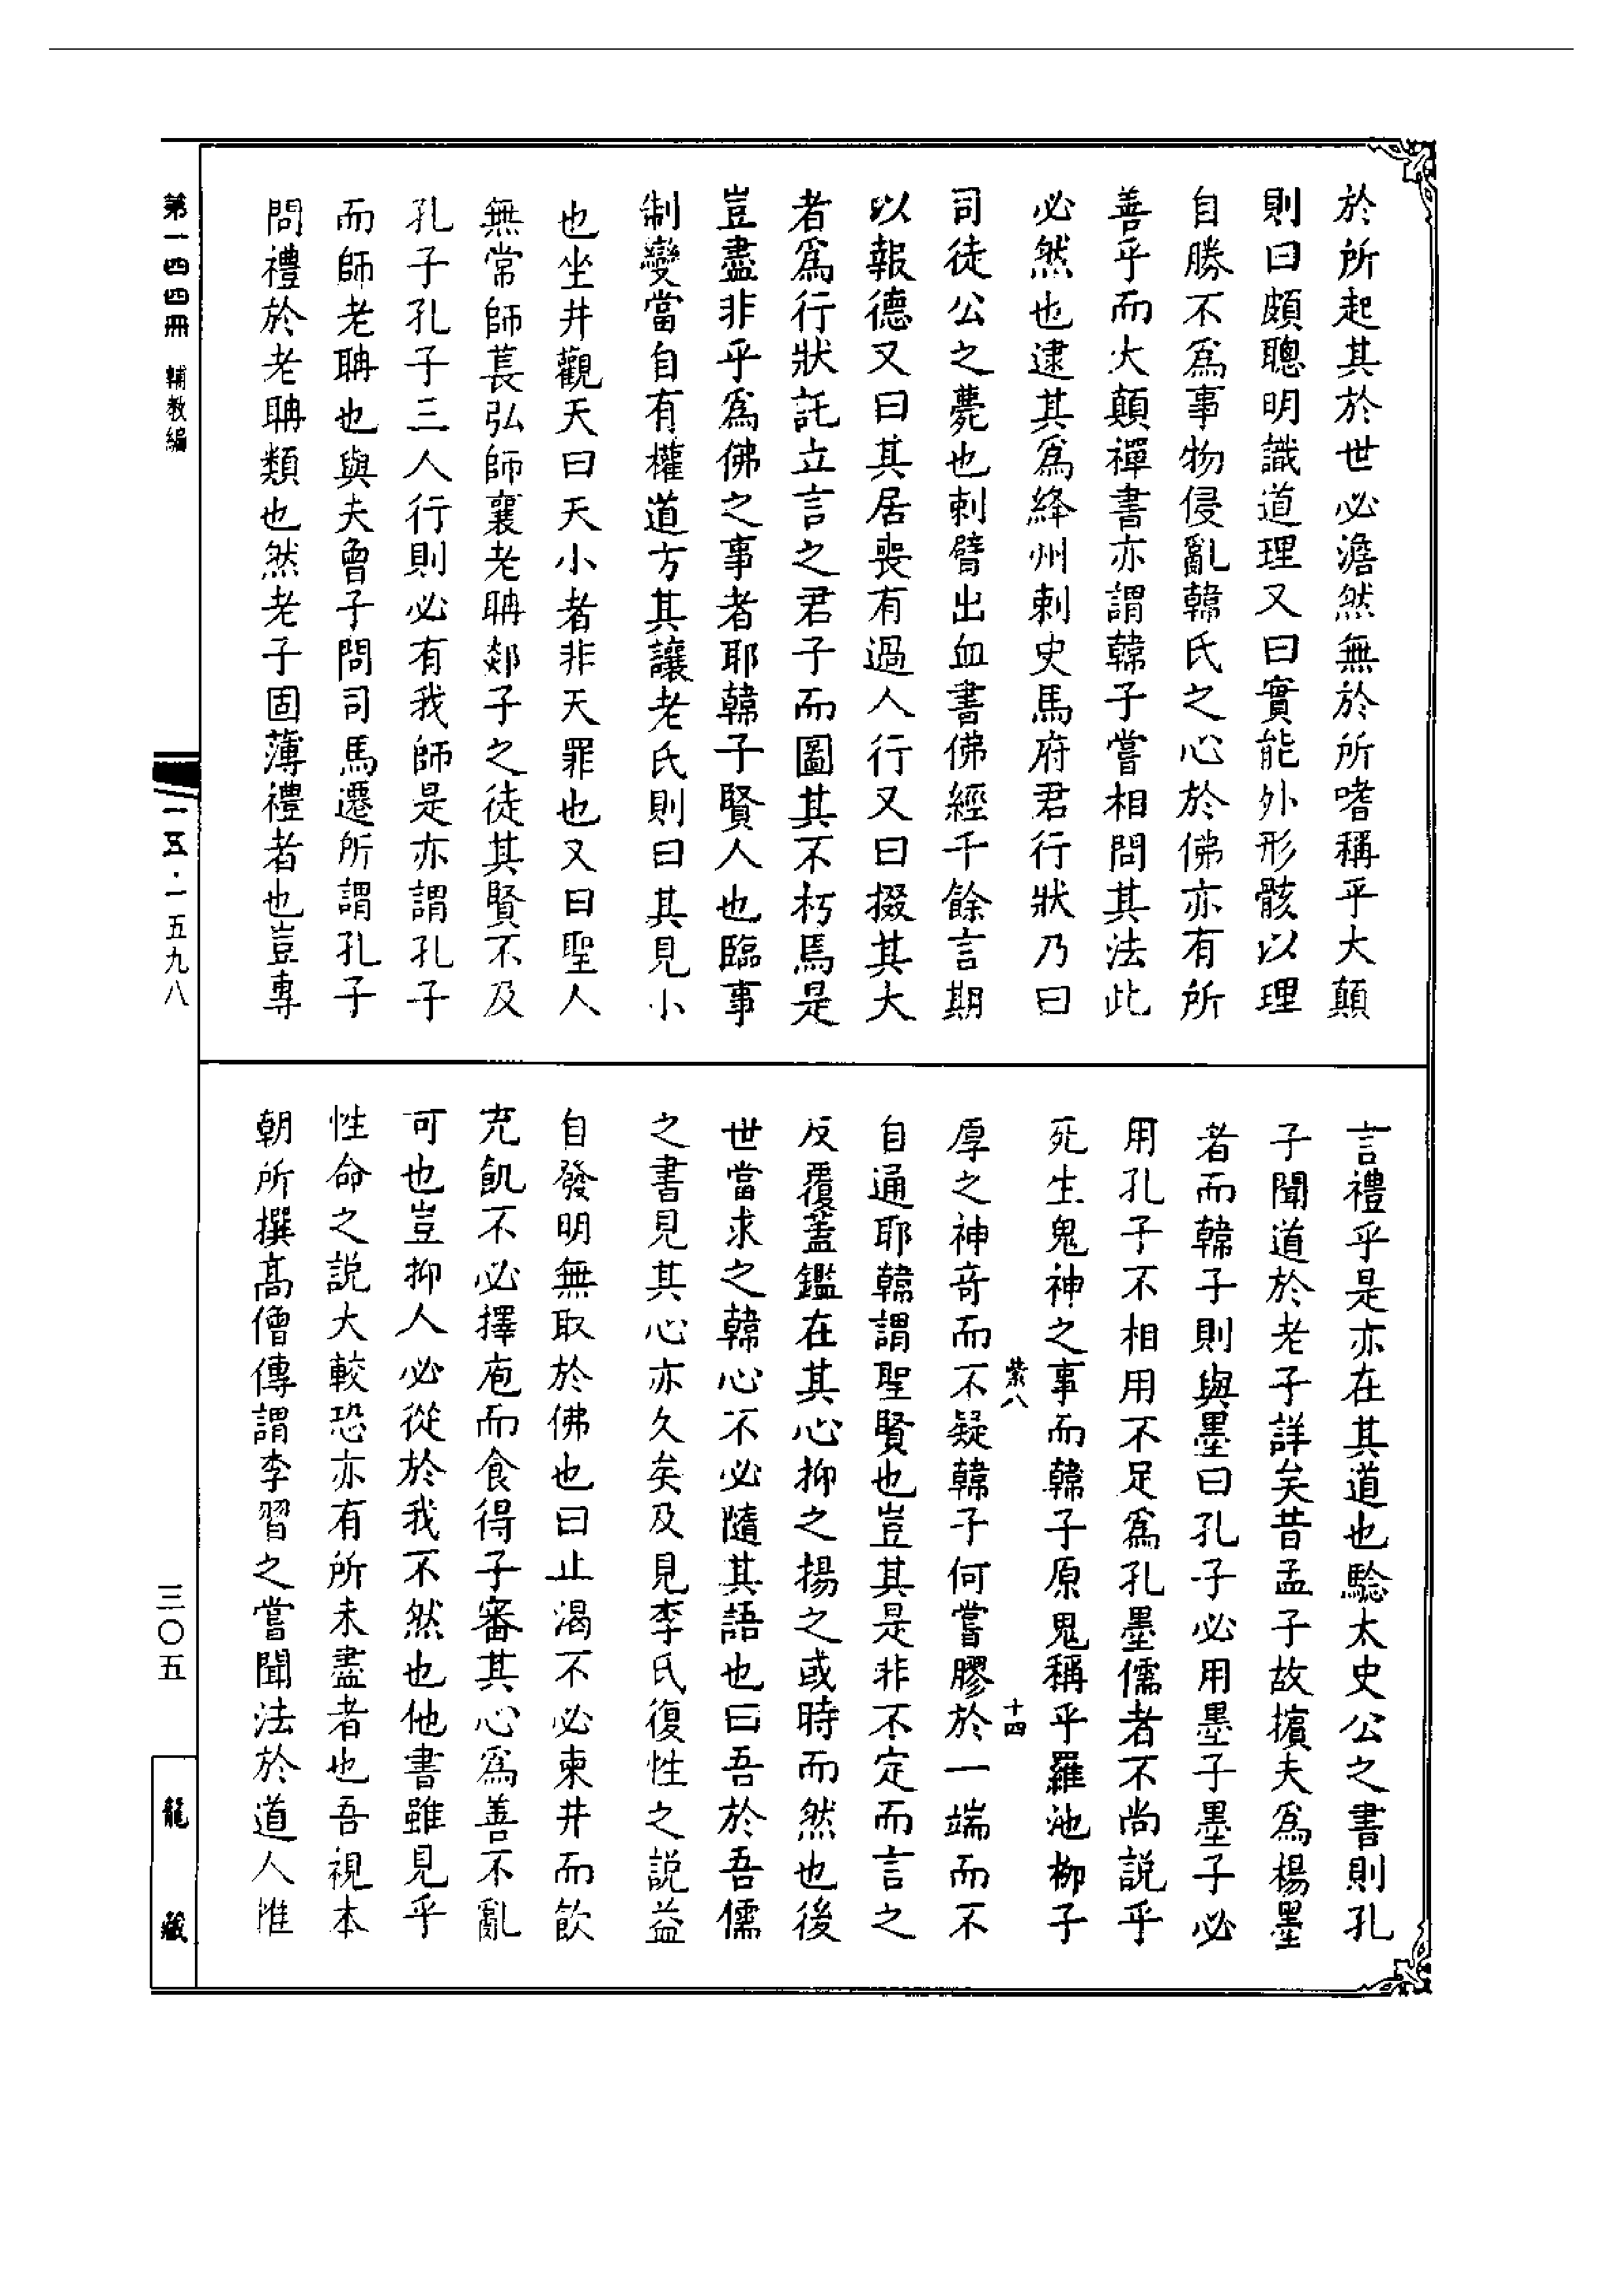 於所起其於世必澹然無於所嗜稱乎大顛
則曰頗聰明識道理又曰實能外形骸以理
自勝不爲事物侵亂韓氏之心於佛亦有所
善乎而大顛禪書亦謂韓子嘗相問其法此
必然也逮其爲絳州刺史馬府君行狀乃曰
司徒公之薨也刺臂出血書佛經千餘言期
以報德又曰其居喪有過人行又曰掇其大
者爲行狀託立言之君子而圖其不朽焉是
豈盡非乎爲佛之事者耶韓子賢人也臨事
制變當自有權道方其讓老氏則曰其見小
也坐井觀天曰天小者非天罪也又曰聖人
無常師萇弘師襄老聃郯子之徒其賢不及
孔子孔子三人行則必有我師是亦謂孔子
而師老聃也與夫曾子問司馬遷所謂孔子
問禮於老聃類也然老子固薄禮者也豈專
言禮乎是亦在其道也驗太史公之書則孔
子聞道於老子詳矣昔孟子故擯夫爲楊墨
者而韓子則與墨曰孔子必用墨子墨子必
用孔子不相用不足爲孔墨儒者不尚說乎
死生鬼神之事而韓子原鬼稱乎羅池柳子
紫八 十四
厚之神奇而不疑韓子何嘗膠於一端而不
自通耶韓謂聖賢也豈其是非不定而言之
反覆蓋鑑在其心抑之揚之或時而然也後
世當求之韓心不必隨其語也曰吾於吾儒
之書見其心亦久矣及見李氏復性之說益
自發明無取於佛也曰止渴不必柬井而飲
充飢不必擇庖而食得子審其心爲善不亂
可也豈抑人必從於我不然也他書雖見乎
性命之說大較恐亦有所未盡者也吾視本
朝所撰高僧傳謂李習之嘗聞法於道人惟
第一四四冊 輔教編
一五·一五九八
三〇五
龍藏